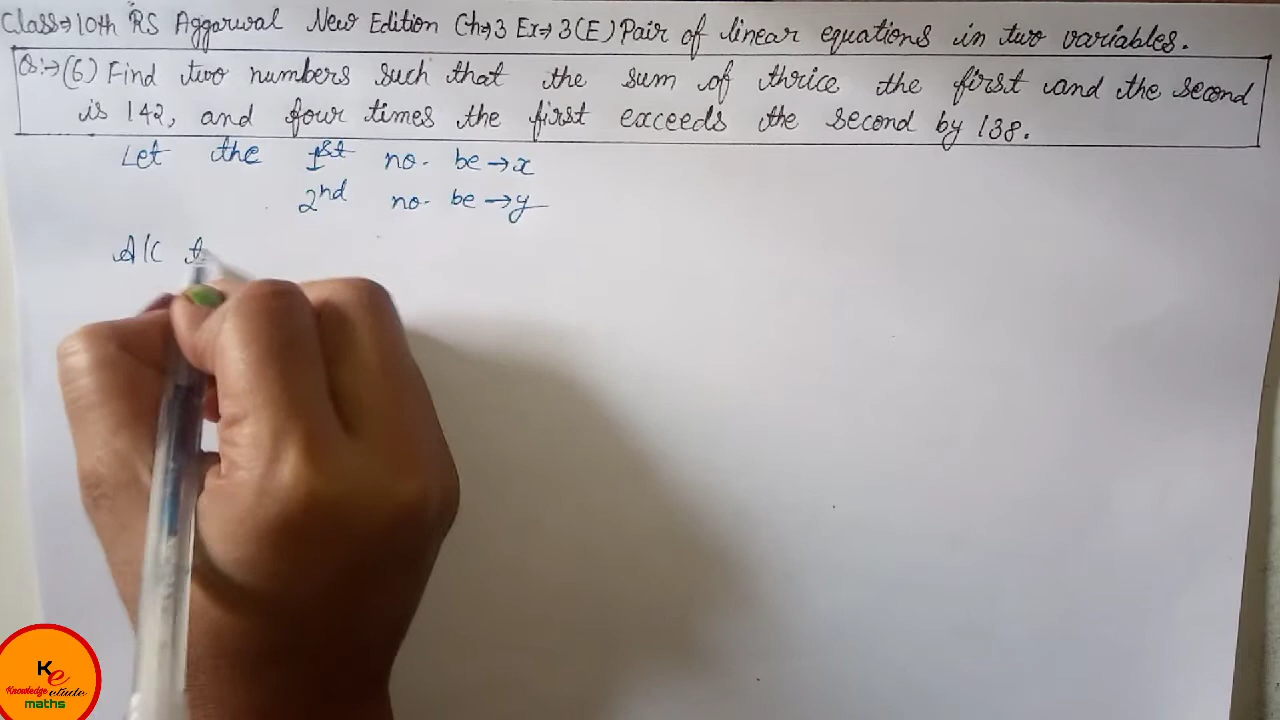 Class→10th RS Aggarwal New Edition Ch→3 Ex→3(E) Pair of linear equations in two variables.
Q:→(6) Find two numbers such that the sum of thrice the first and the second
is 142, and four times the first exceeds the second by 138.
Let the 1st no. be→x
2nd no. be→y
A/C t
Ke
Knowledge etude
maths